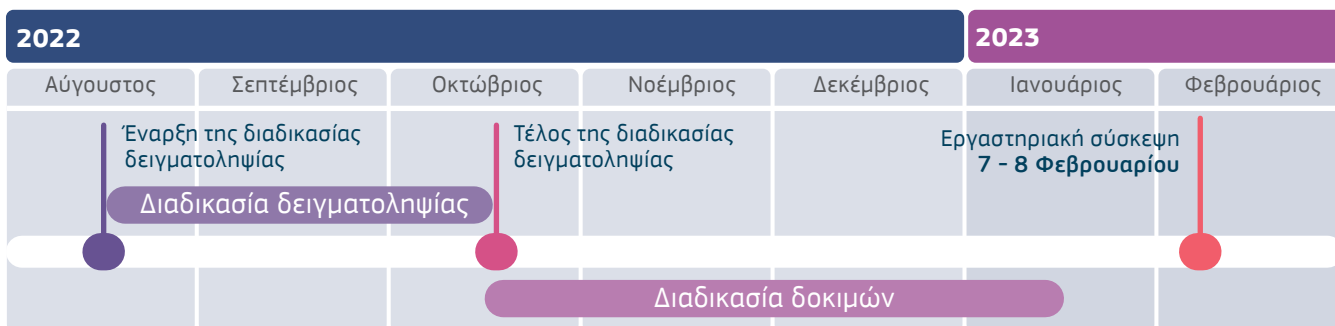 2022
2023
Αύγουστος
Σεπτέμβριος
Οκτώβριος
Νοέμβριος
Δεκέμβριος
Ιανουάριος
Φεβρουάριος
Έναρξη της διαδικασίας
δειγματοληψίας
Τέλος της διαδικασίας
δειγματοληψίας
Εργαστηριακή σύσκεψη
7 - 8 Φεβρουαρίου
Διαδικασία δειγματοληψίας
Διαδικασία δοκιμών